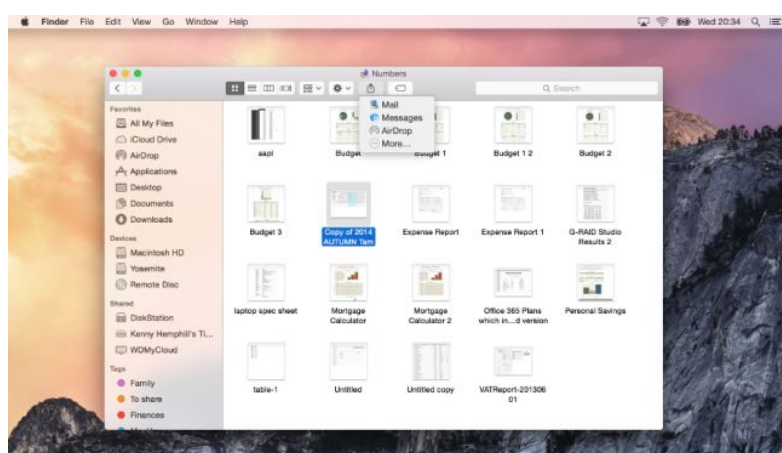 Finder File Edit View Go Window Help
Wed 20:34
Numbers
Search
Mail
Messages
AirDrop
More...
Favorites
All My Files
iCloud Drive
AirDrop
Applications
Desktop
Documents
Downloads
Devices
Macintosh HD
Yosemite
Remote Disc
Shared
DiskStation
Kenny Hemphill's Ti...
WDMyCloud
Tags
Family
To share
Finances
aapl
Budget
Budget 1
Budget 1 2
Budget 2
Budget 3
Copy of 2014
AUTUMN Tam
Expense Report
Expense Report 1
G-RAID Studio
Results 2
laptop spec sheet
Mortgage
Calculator
Mortgage
Calculator 2
Office 365 Plans
which in...d version
Personal Savings
table-1
Untitled
Untitled copy
VATReport-201306
01